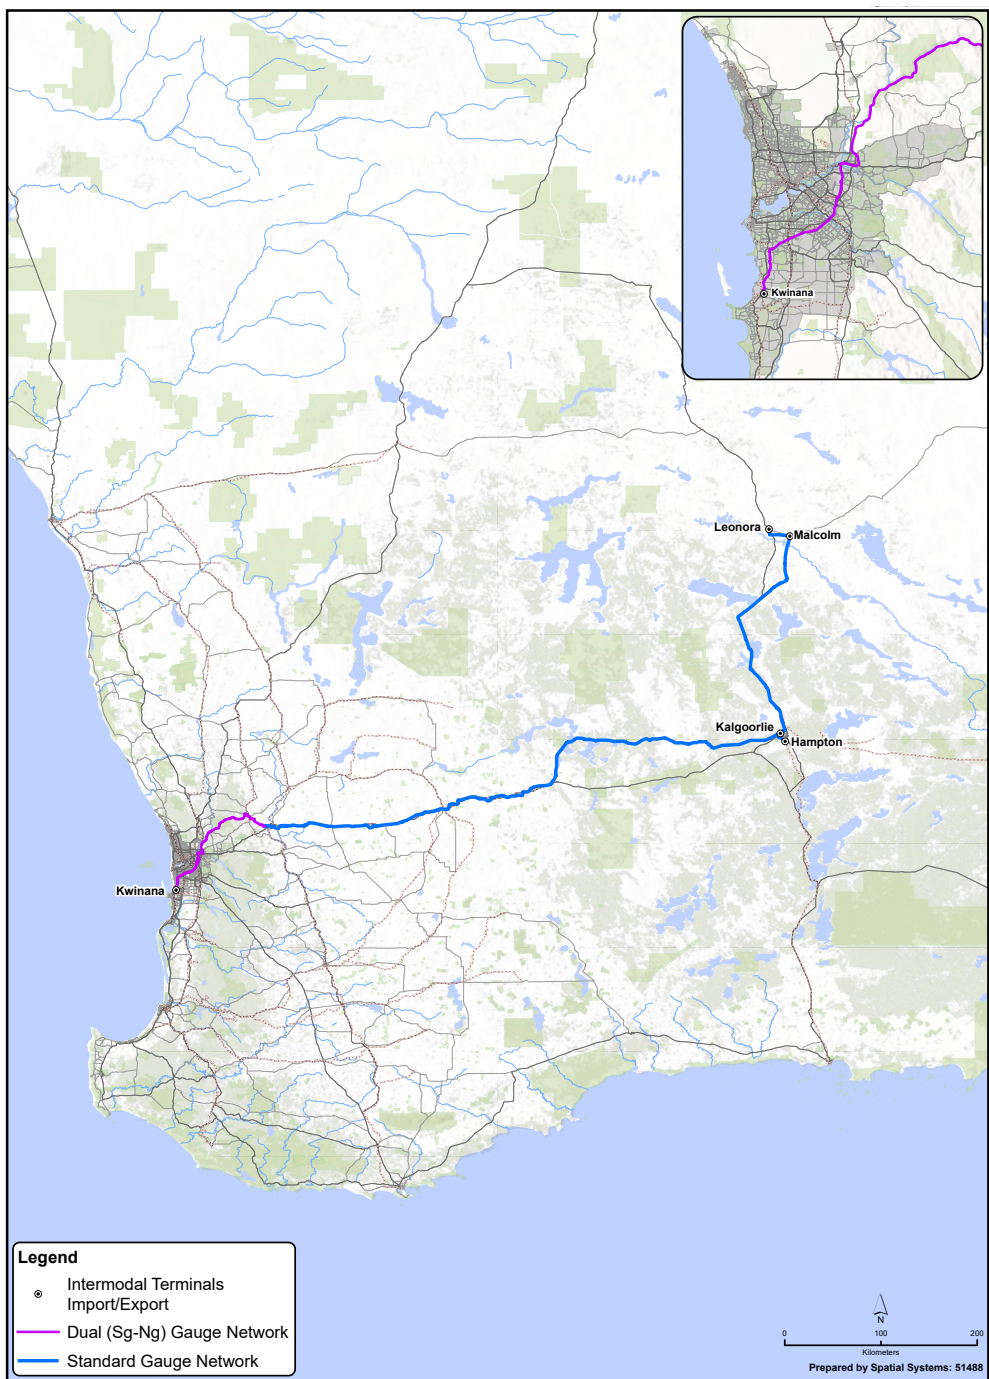 Kwinana
Leonora
Malcolm
Kalgoorlie
Hampton
Kwinana
Legend
Intermodal Terminals
Import/Export
Dual (Sg-Ng) Gauge Network
Standard Gauge Network
N
0 100 200
Kilometers
Prepared by Spatial Systems: 51488